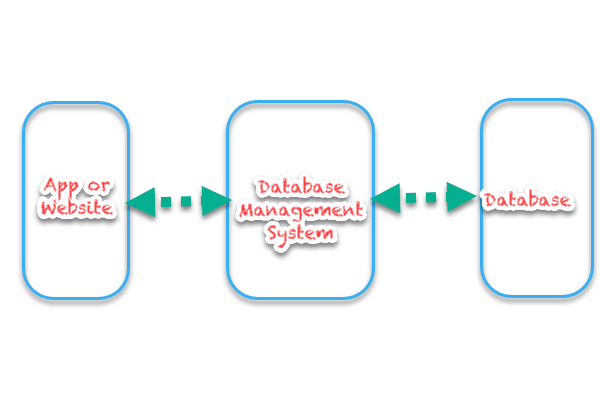 App or
Website
Database
Management
System
Database